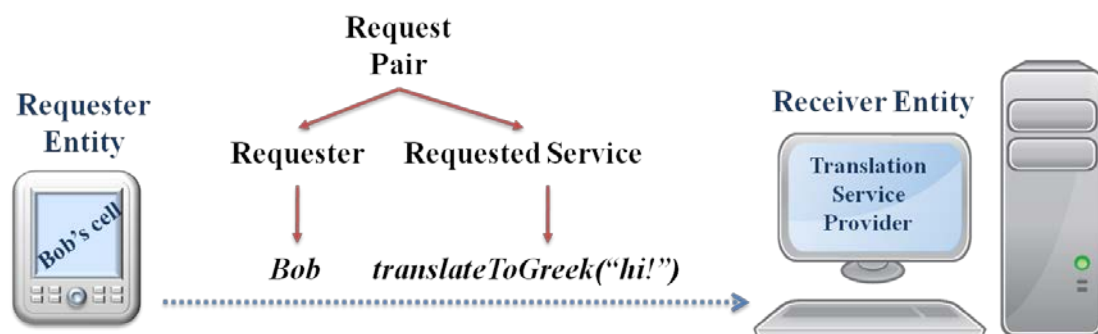 Request
Pair
Requester
Entity
Receiver Entity
Requester
Requested Service
Bob's cell
Translation
Service
Provider
Bob
translateToGreek(“hi!”)